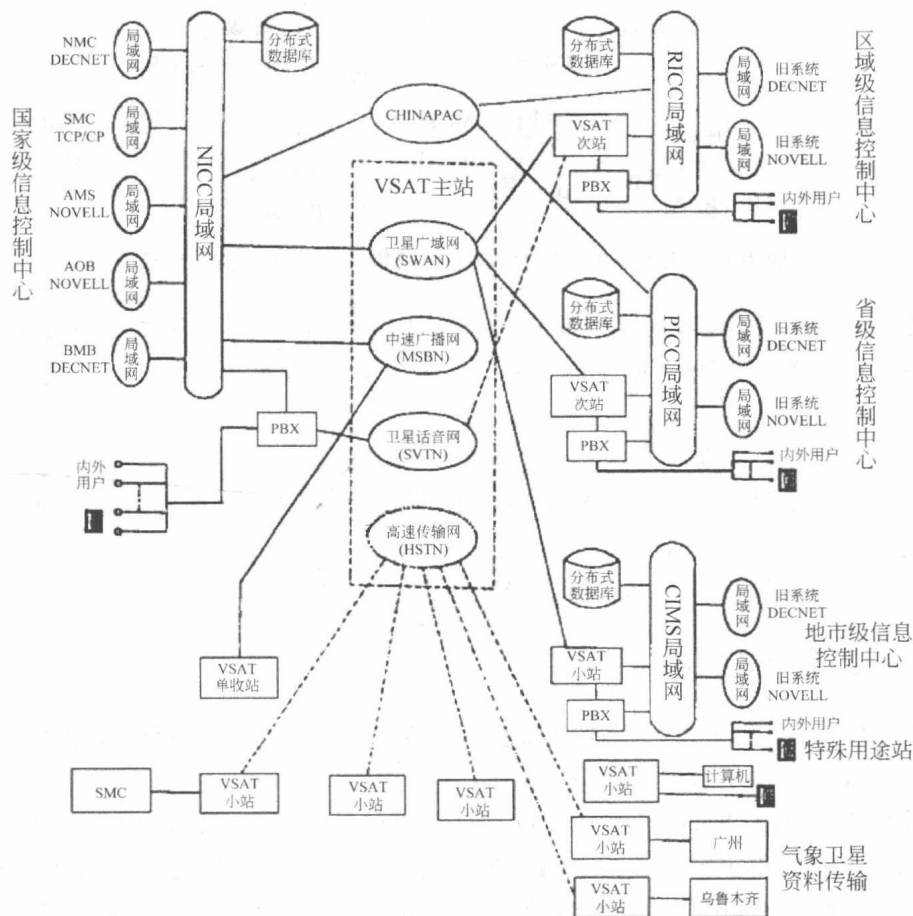 国家级信息控制中心
NMC
DECNET
局域网
SMC
TCP/CP
局域网
AMS
NOVELL
局域网
AOB
NOVELL
局域网
BMB
DECNET
局域网
NICC局域网
分布式
数据库
PBX
内外
用户
CHINAPAC
VSAT主站
卫星广域网
(SWAN)
中速广播网
(MSBN)
卫星话音网
(SVTN)
高速传输网
(HSTN)
分布式
数据库
VSAT
次站
PBX
RICC局域网
局域网
旧系统
DECNET
局域网
旧系统
NOVELL
内外用户
区域级信息控制中心
分布式
数据库
VSAT
次站
PBX
PICC局域网
局域网
旧系统
DECNET
局域网
旧系统
NOVELL
内外用户
省级信息控制中心
分布式
数据库
VSAT
小站
PBX
CIMS局域网
局域网
旧系统
DECNET
局域网
旧系统
NOVELL
内外用户
地市级信息
控制中心
VSAT
单收站
SMC
VSAT
小站
VSAT
小站
VSAT
小站
VSAT
小站
计算机
特殊用途站
VSAT
小站
广州
VSAT
小站
乌鲁木齐
气象卫星
资料传输